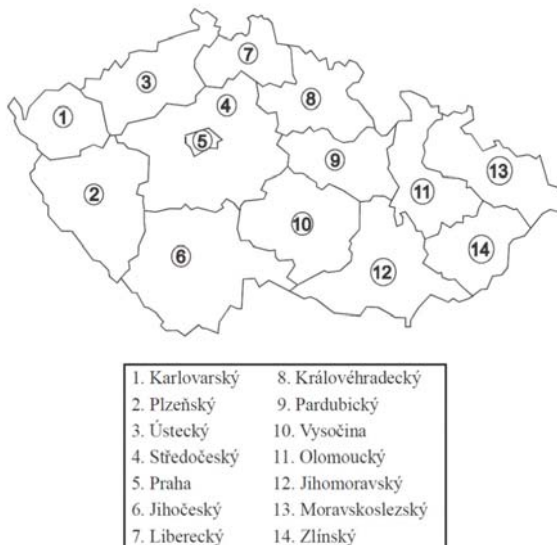 7
3
4
8
1
5
9
13
2
11
10
14
6
12
1. Karlovarský
2. Plzeňský
3. Ústecký
4. Středočeský
5. Praha
6. Jihočeský
7. Liberecký
8. Královéhradecký
9. Pardubický
10. Vysočina
11. Olomoucký
12. Jihomoravský
13. Moravskoslezský
14. Zlínský